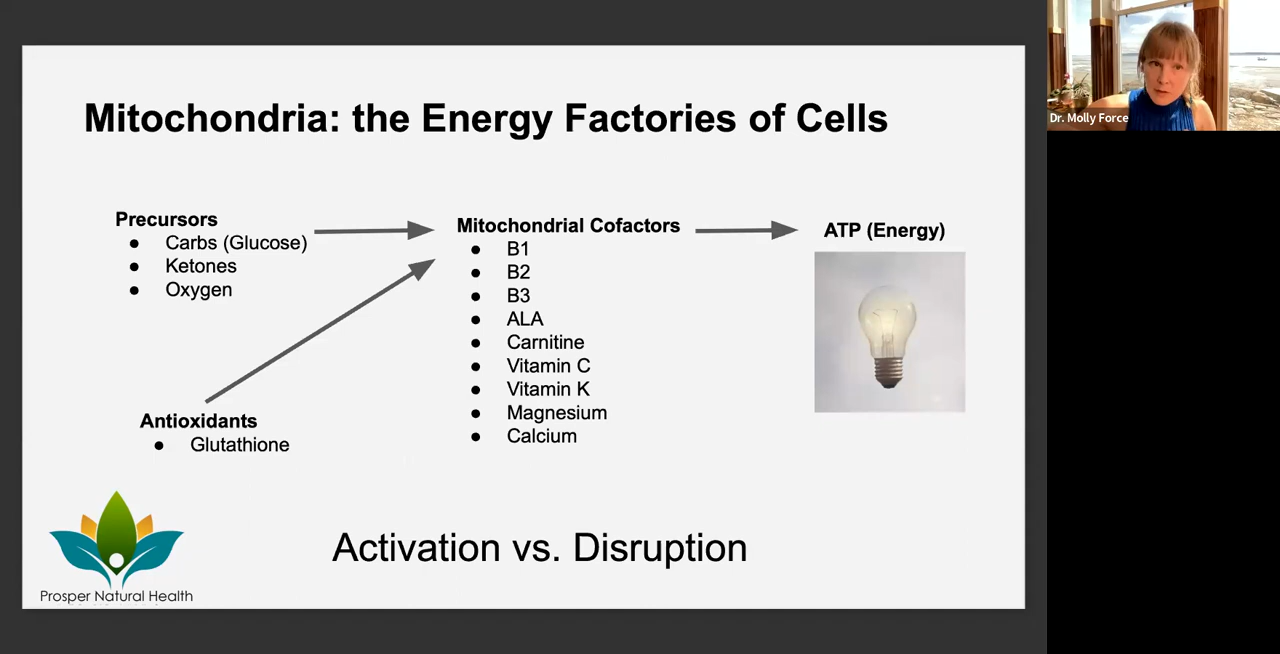 Mitochondria: the Energy Factories of Cells
Precursors
● Carbs (Glucose)
● Ketones
● Oxygen
Antioxidants
● Glutathione
Mitochondrial Cofactors
● B1
● B2
● B3
● ALA
● Carnitine
● Vitamin C
● Vitamin K
● Magnesium
● Calcium
ATP (Energy)
Activation vs. Disruption
Prosper Natural Health
Dr. Molly Force